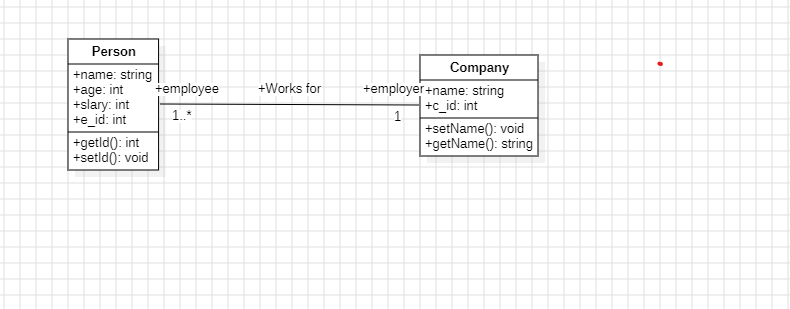 Person
+name: string
+age: int
+slary: int
+e_id: int
+getId(): int
+setId(): void
+employee
1..*
+Works for
+employer
1
Company
+name: string
+c_id: int
+setName(): void
+getName(): string